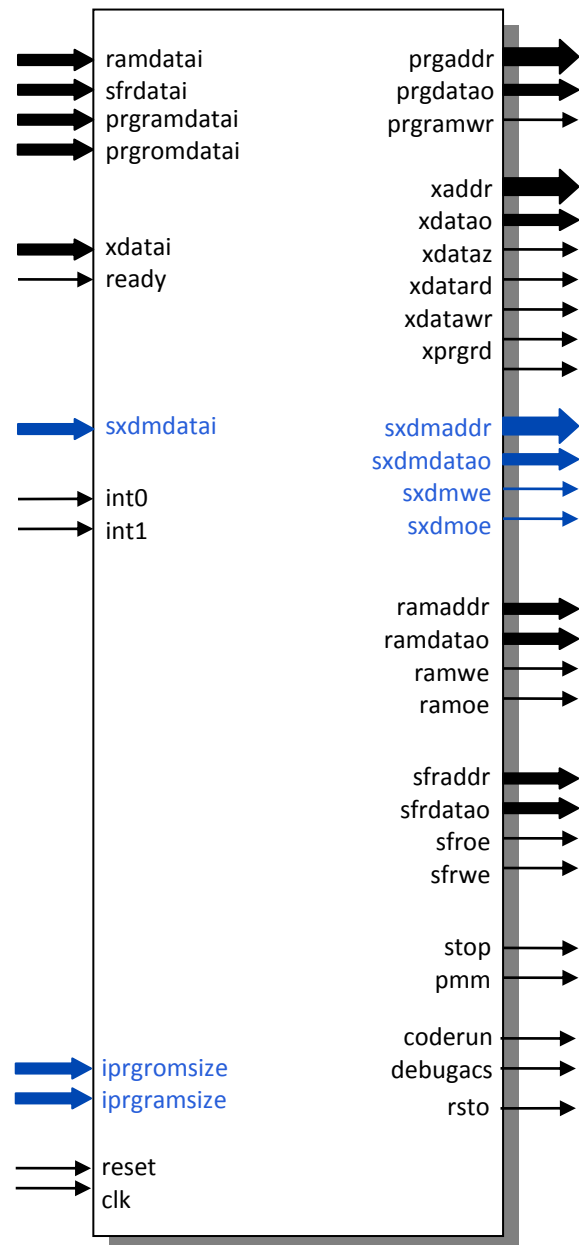 ramdatai
sfrdatai
prgramdatai
prgromdatai
xdatai
ready
sxdmdatai
int0
int1
iprgromsize
iprgramsize
reset
clk
prgaddr
prgdatao
prgramwr
xaddr
xdatao
xdataz
xdatard
xdatawr
xprgrd
sxdmaddr
sxdmdatao
sxdmwe
sxdmoe
ramaddr
ramdatao
ramwe
ramoe
sfraddr
sfrdatao
sfroe
sfrwe
stop
pmm
coderun
debugacs
rsto